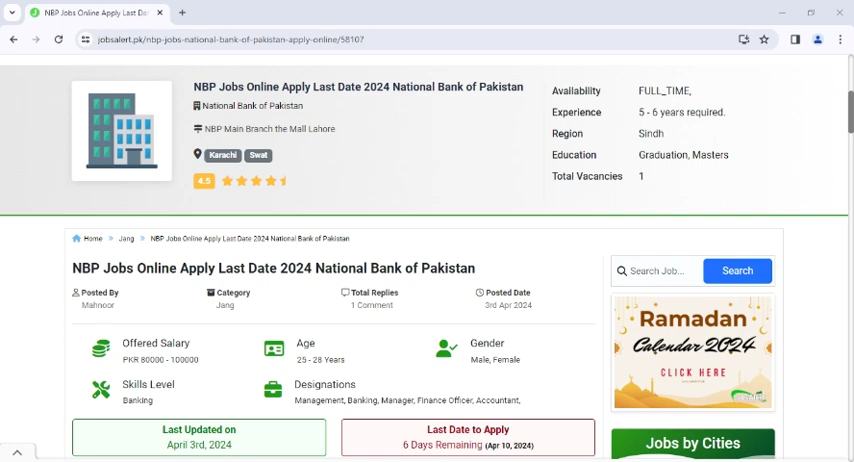 NBP Jobs Online Apply Last Dat
jobsalert.pk/nbp-jobs-national-bank-of-pakistan-apply-online/58107
NBP Jobs Online Apply Last Date 2024 National Bank of Pakistan
National Bank of Pakistan
NBP Main Branch the Mall Lahore
Karachi Swat
4.5
Availability FULL_TIME,
Experience 5 - 6 years required.
Region Sindh
Education Graduation, Masters
Total Vacancies 1
Home » Jang » NBP Jobs Online Apply Last Date 2024 National Bank of Pakistan
NBP Jobs Online Apply Last Date 2024 National Bank of Pakistan
Posted By Category Total Replies Posted Date
Mahnoor Jang 1 Comment 3rd Apr 2024
Offered Salary Age Gender
PKR 80000 - 100000 25 - 28 Years Male, Female
Skills Level Designations
Banking Management, Banking, Manager, Finance Officer, Accountant,
Last Updated on Last Date to Apply
April 3rd, 2024 6 Days Remaining (Apr 10, 2024)
Search Job... Search
Ramadan
Calendar 2024
CLICK HERE
Jobs by Cities